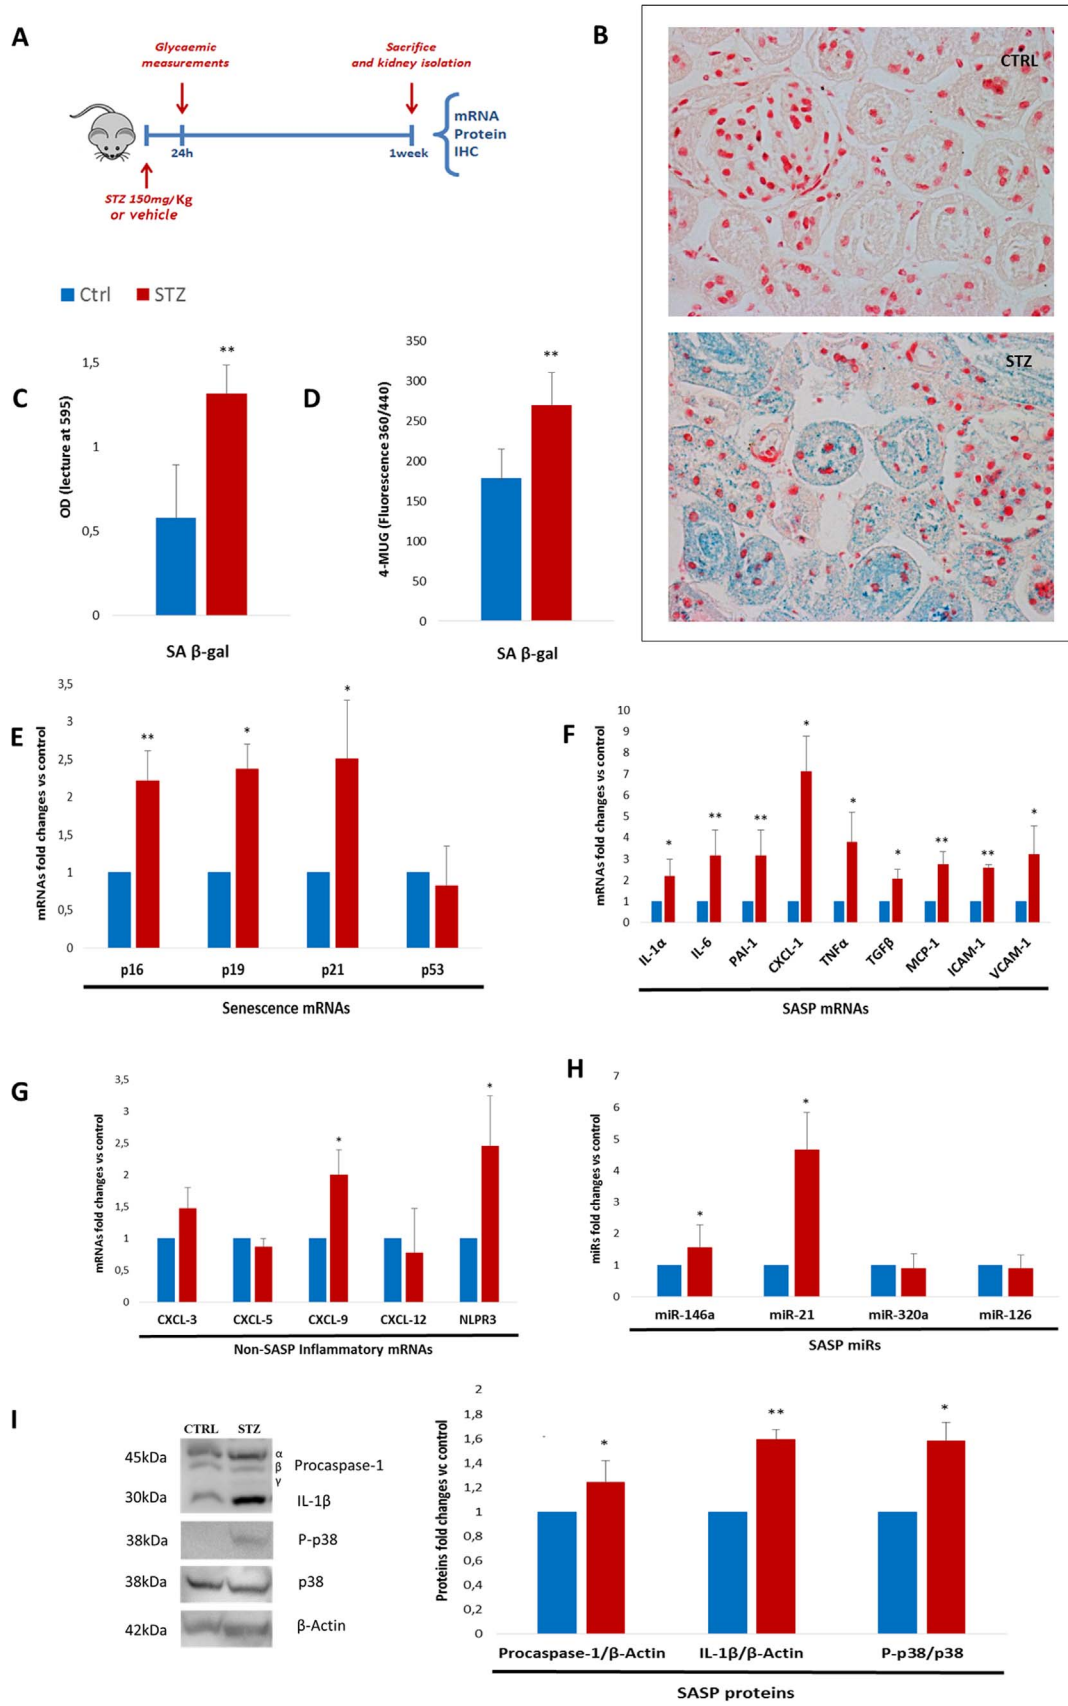 A
Glycaemic
measurements
Sacrifice
and kidney isolation
24h
1week
mRNA
Protein
IHC
STZ 150mg/Kg
or vehicle
B
CTRL
STZ
Ctrl
STZ
C
OD (lecture at 595)
1,5
1
0,5
0
**
SA β-gal
D
4-MUG (Fluorescence 360/440)
350
300
250
200
150
100
50
0
**
SA β-gal
E
mRNAs fold changes vs control
3,5
3
2,5
2
1,5
1
0,5
0
** * *
p16 p19 p21 p53
Senescence mRNAs
F
mRNAs fold changes vs control
10
9
8
7
6
5
4
3
2
1
0
* ** ** * * * ** ** *
IL-1α IL-6 PAI-1 CXCL-1 TNFα TGFβ MCP-1 ICAM-1 VCAM-1
SASP mRNAs
G
mRNAs fold changes vs control
3,5
3
2,5
2
1,5
1
0,5
0
* *
CXCL-3 CXCL-5 CXCL-9 CXCL-12 NLPR3
Non-SASP Inflammatory mRNAs
H
miRs fold changes vs control
7
6
5
4
3
2
1
0
* *
miR-146a miR-21 miR-320a miR-126
SASP miRs
I
CTRL STZ
45kDa
α
β
γ
Procaspase-1
30kDa
IL-1β
38kDa
P-p38
38kDa
p38
42kDa
β-Actin
Proteins fold changes vc control
2
1,8
1,6
1,4
1,2
1
0,8
0,6
0,4
0,2
0
* ** *
Procaspase-1/β-Actin IL-1β/β-Actin P-p38/p38
SASP proteins